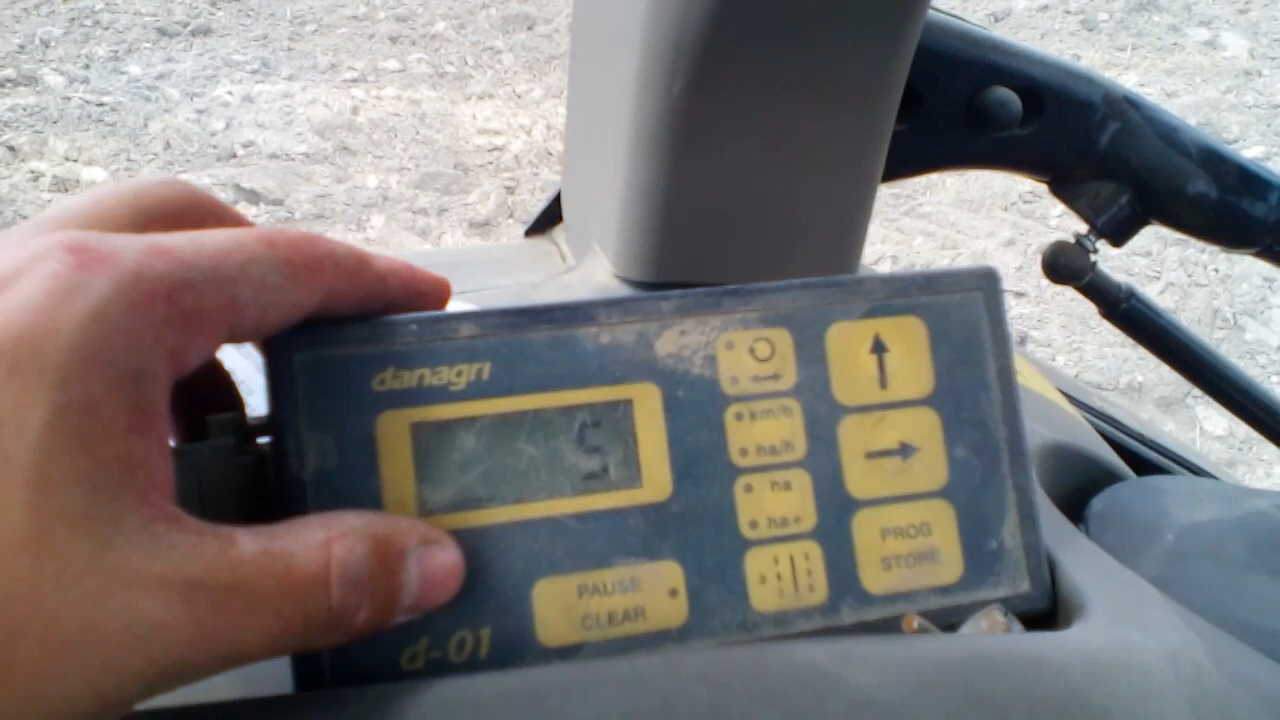 danagri
5
km/h
ha/h
ha
ha+
PROG
STORE
PAUSE
CLEAR
d-01